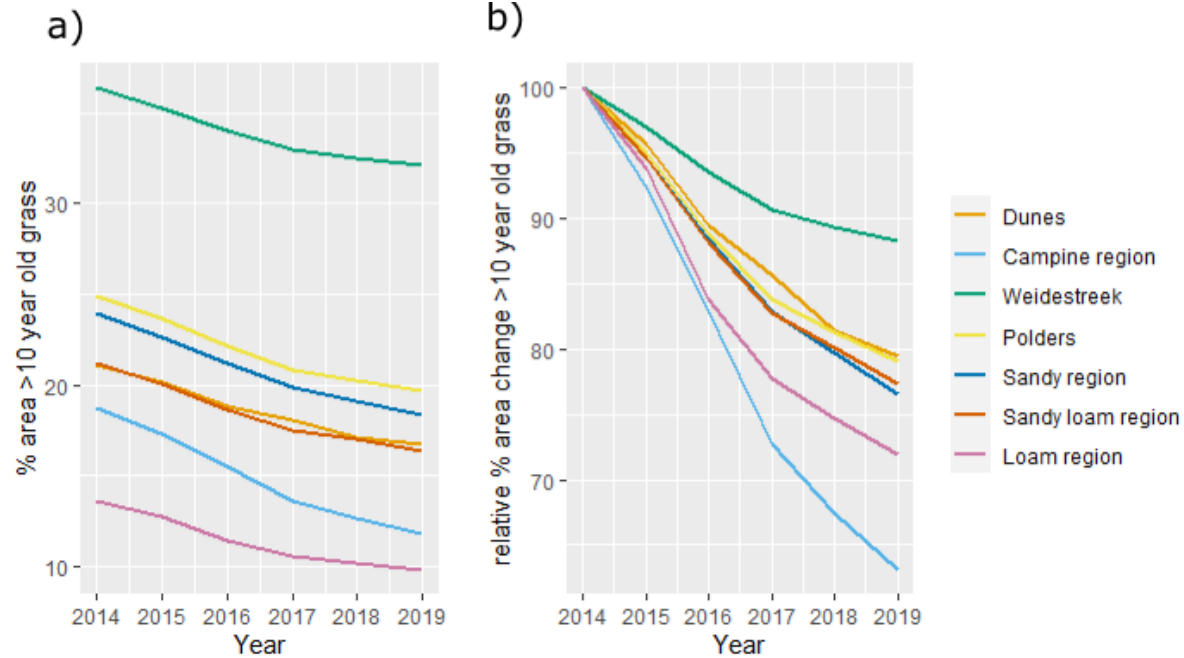 a)
% area >10 year old grass
30
20
10
2014 2015 2016 2017 2018 2019
Year
b)
relative % area change >10 year old grass
100
90
80
70
2014 2015 2016 2017 2018 2019
Year
Dunes
Campine region
Weidestreek
Polders
Sandy region
Sandy loam region
Loam region